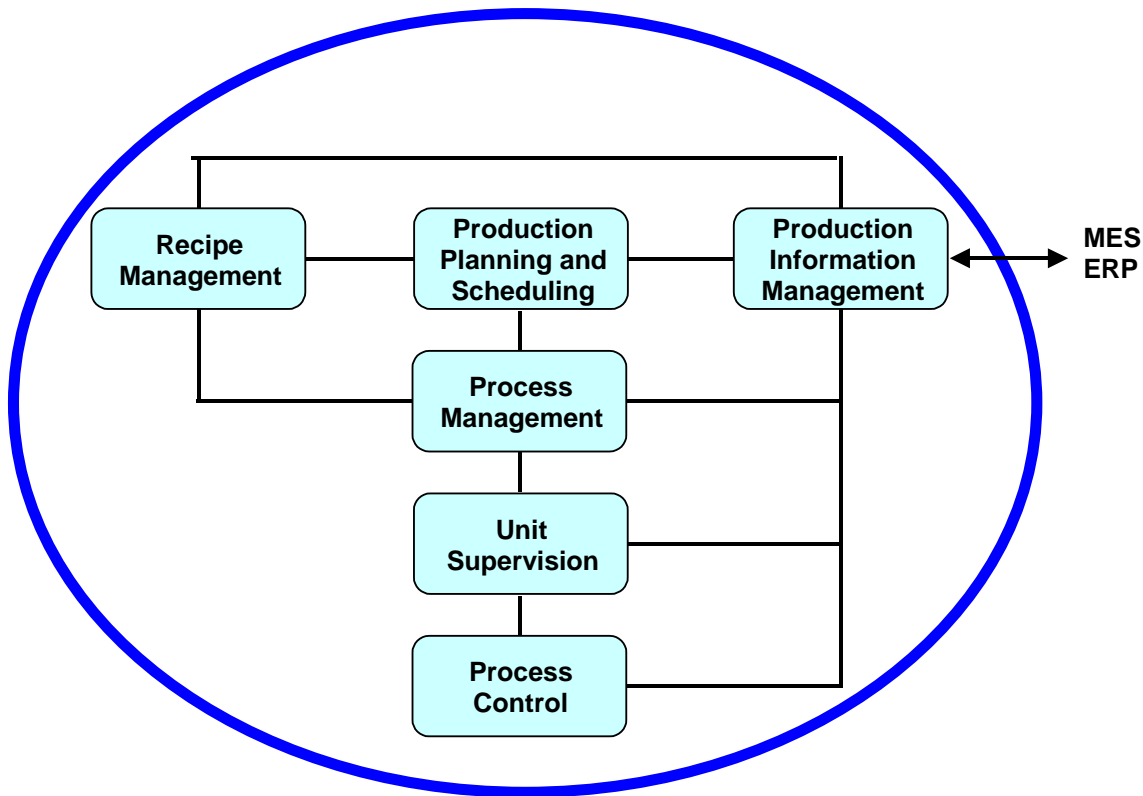 Recipe
Management
Production
Planning and
Scheduling
Production
Information
Management
MES
ERP
Process
Management
Unit
Supervision
Process
Control